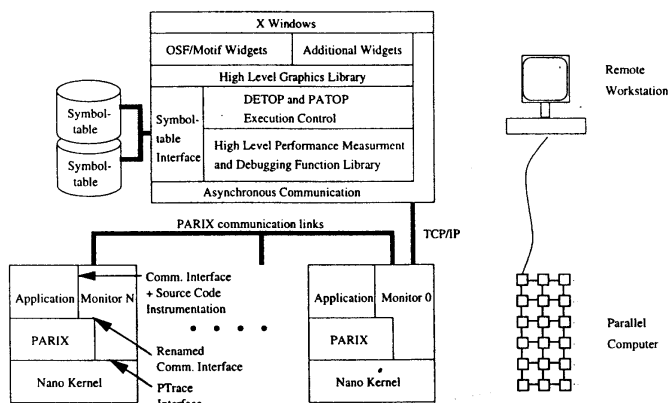 X Windows
OSF/Motif Widgets
Additional Widgets
High Level Graphics Library
Symbol-
table
Interface
DETOP and PATOP
Execution Control
High Level Performance Measurment
and Debugging Function Library
Asynchronous Communication
Symbol-
table
Symbol-
table
Remote
Workstation
PARIX communication links
TCP/IP
Application
Monitor N
PARIX
Nano Kernel
Comm. Interface
+ Source Code
Instrumentation
Renamed
Comm. Interface
PTrace
Interface
Application
Monitor 0
PARIX
Nano Kernel
Parallel
Computer